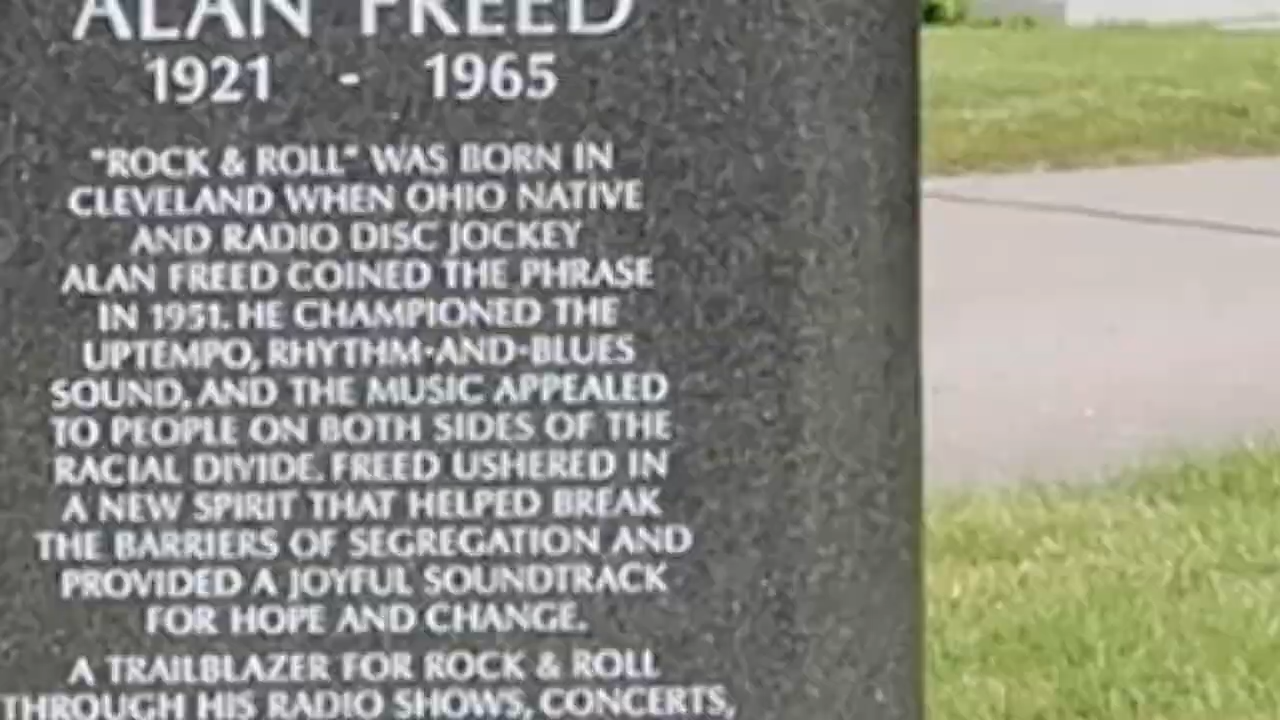 ALAN FREED
1921 - 1965
"ROCK & ROLL" WAS BORN IN
CLEVELAND WHEN OHIO NATIVE
AND RADIO DISC JOCKEY
ALAN FREED COINED THE PHRASE
IN 1951. HE CHAMPIONED THE
UPTEMPO, RHYTHM-AND-BLUES
SOUND, AND THE MUSIC APPEALED
TO PEOPLE ON BOTH SIDES OF THE
RACIAL DIVIDE. FREED USHERED IN
A NEW SPIRIT THAT HELPED BREAK
THE BARRIERS OF SEGREGATION AND
PROVIDED A JOYFUL SOUNDTRACK
FOR HOPE AND CHANGE.
A TRAILBLAZER FOR ROCK & ROLL
THROUGH HIS RADIO SHOWS, CONCERTS,